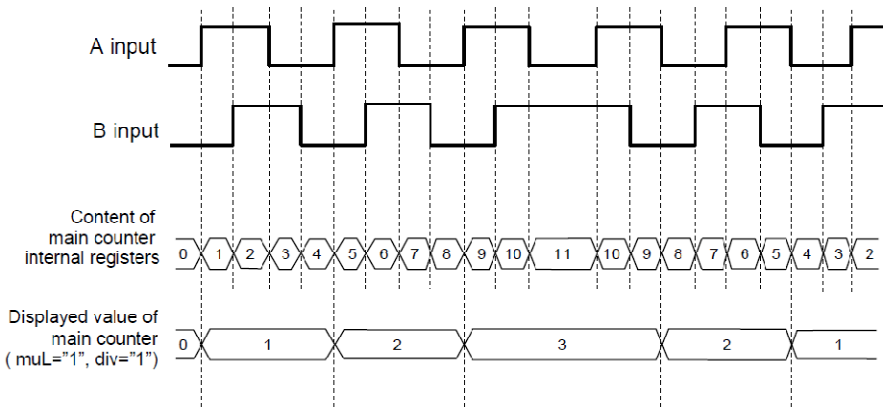 A input
B input
Content of
main counter
internal registers
0 1 2 3 4 5 6 7 8 9 10 11 10 9 8 7 6 5 4 3 2
Displayed value of
main counter
( muL="1", div="1")
0 1 2 3 2 1